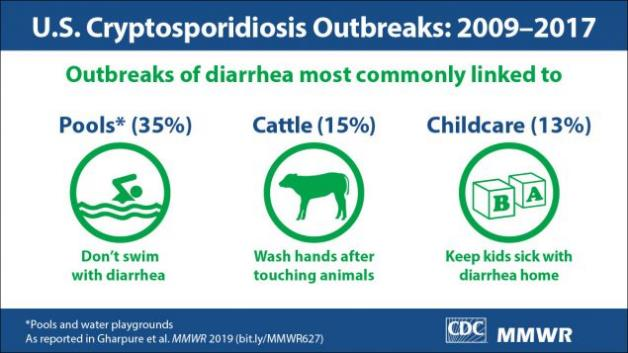 U.S. Cryptosporidiosis Outbreaks: 2009–2017
Outbreaks of diarrhea most commonly linked to
Pools* (35%)
Cattle (15%)
Childcare (13%)
B A
Don't swim
with diarrhea
Wash hands after
touching animals
Keep kids sick with
diarrhea home
*Pools and water playgrounds
As reported in Gharpure et al. MMWR 2019 (bit.ly/MMWR627)
CDC MMWR